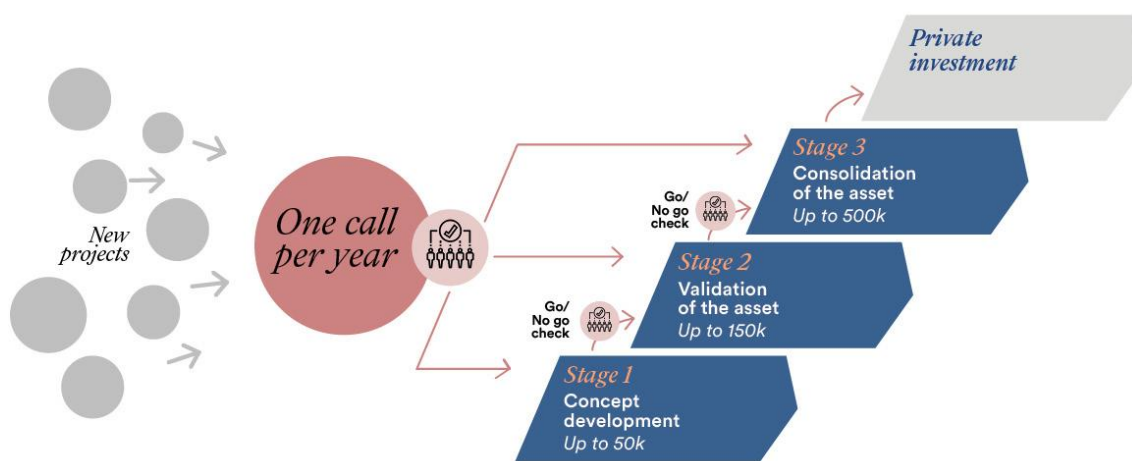 New
projects
One call
per year
Go/
No go
check
Stage 1
Concept
development
Up to 50k
Go/
No go
check
Stage 2
Validation
of the asset
Up to 150k
Stage 3
Consolidation
of the asset
Up to 500k
Private
investment